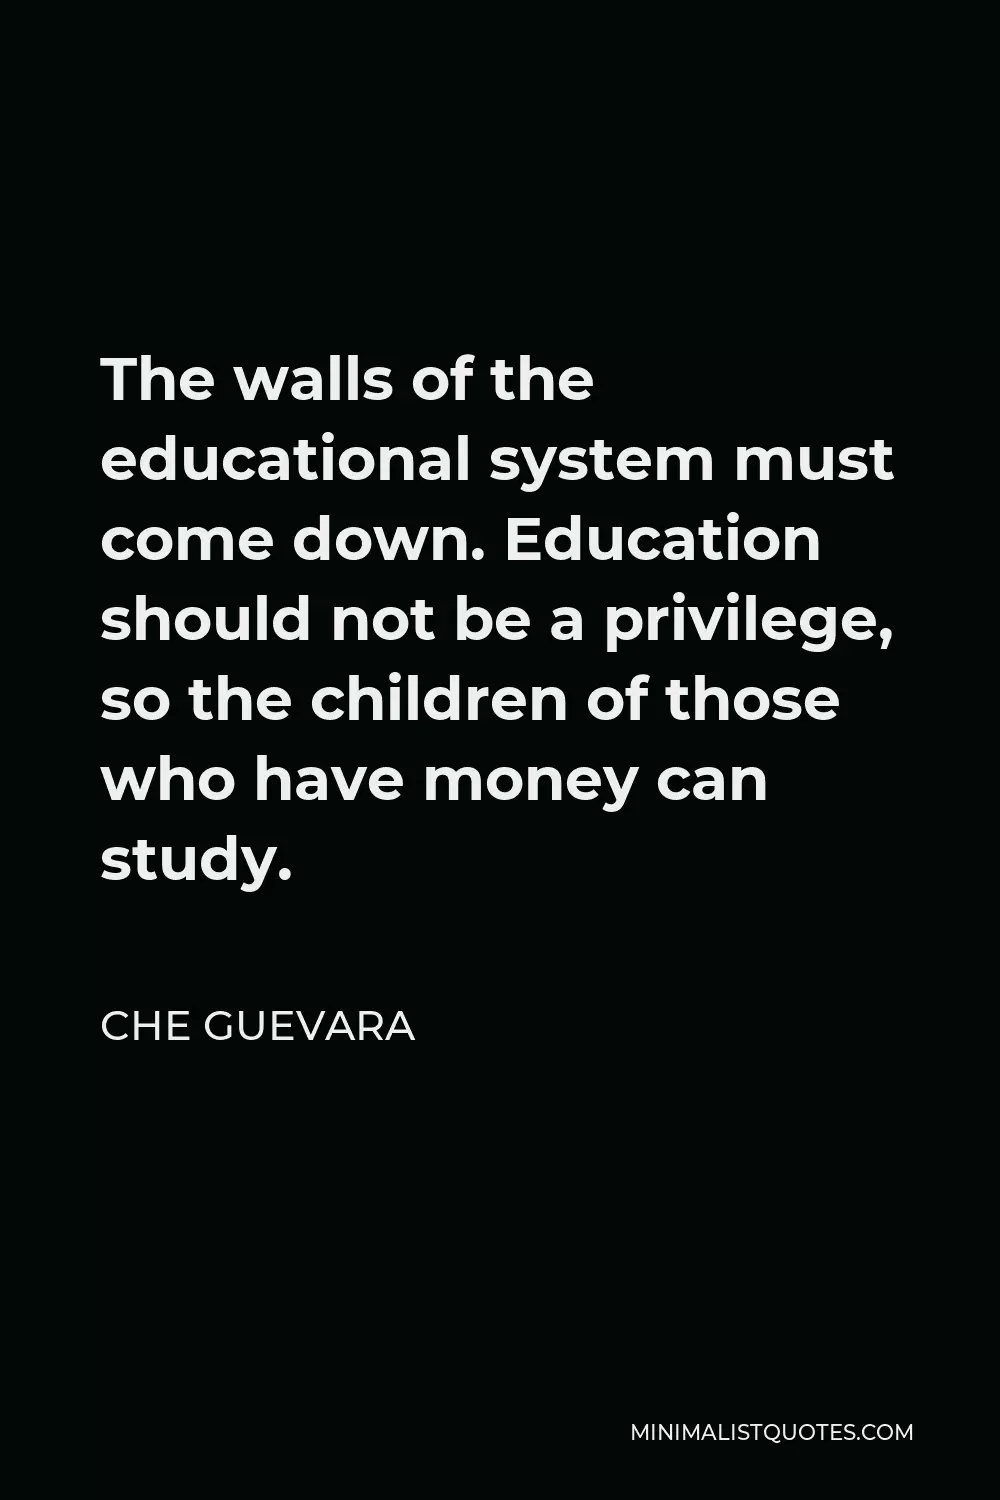 The walls of the
educational system must
come down. Education
should not be a privilege,
so the children of those
who have money can
study.
CHE GUEVARA
MINIMALISTQUOTES.COM